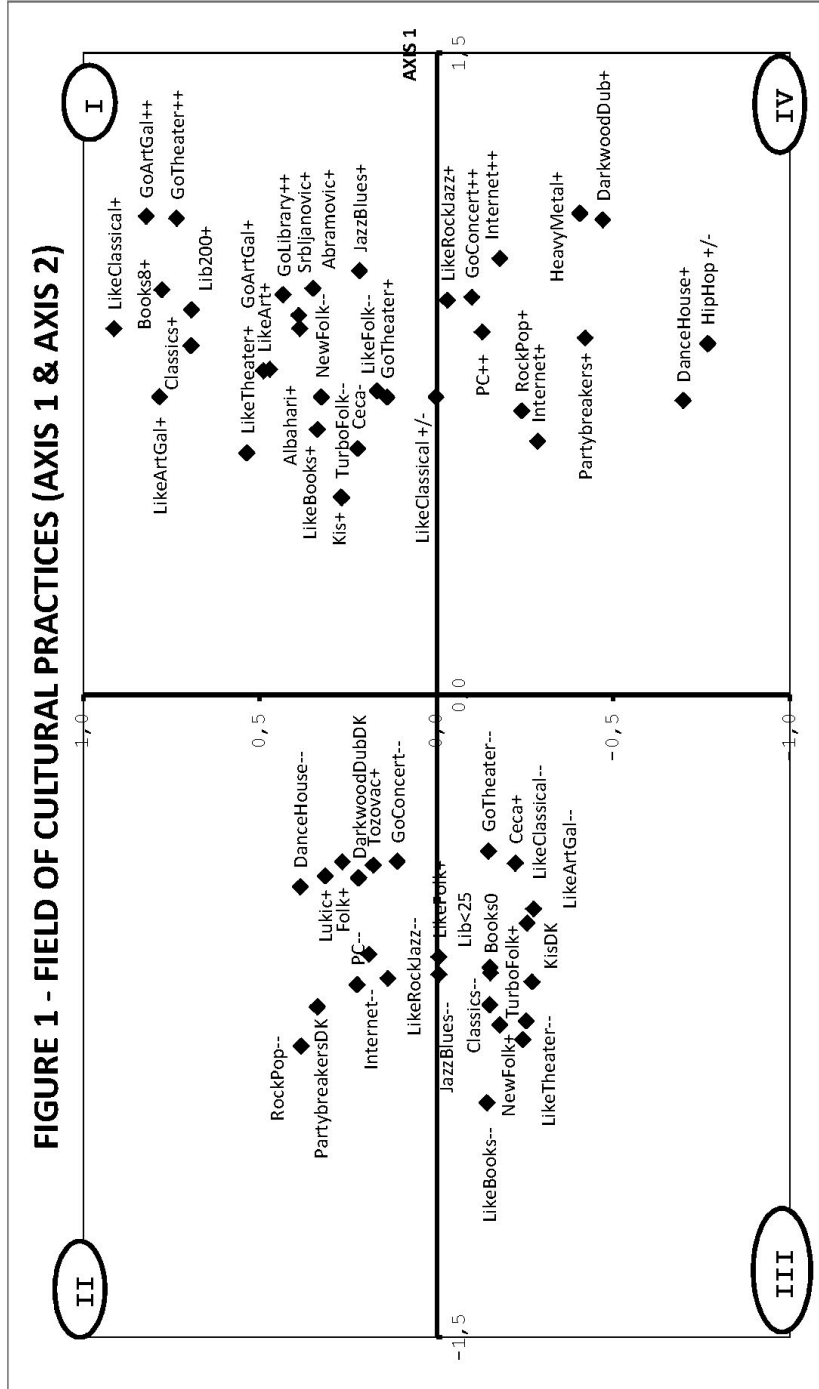 FIGURE 1 - FIELD OF CULTURAL PRACTICES (AXIS 1 & AXIS 2)
II
I
1,0
LikeClassical+
GoArtGal++
Books8+
GoTheater++
LikeArtGal+
Classics+
Lib200+
LikeTheater+
GoArtGal+
LikeArt+
GoLibrary++
Srbljanovic+
Abramovic+
0,5
DanceHouse--
RockPop--
PartybreakersDK
Lukic+
Folk+
DarkwoodDubDK
Tozovac+
GoConcert--
PC--
Internet--
LikeRockJazz--
Albahari+
LikeBooks+
NewFolk--
Kis+
TurboFolk--
Ceca-
JazzBlues+
LikeFolk--
GoTheater+
LikeClassical +/-
AXIS 1
-1,5
0,0
0,0
1,5
JazzBlues--
LikeFolk+
Lib<25
LikeRockJazz+
GoConcert++
PC++
Internet++
Classics--
Books0
GoTheater--
Ceca+
LikeBooks--
NewFolk+
TurboFolk+
LikeClassical--
LikeTheater--
KisDK
LikeArtGal--
RockPop+
Internet+
HeavyMetal+
Partybreakers+
DarkwoodDub+
-0,5
DanceHouse+
HipHop +/-
-1,0
III
IV